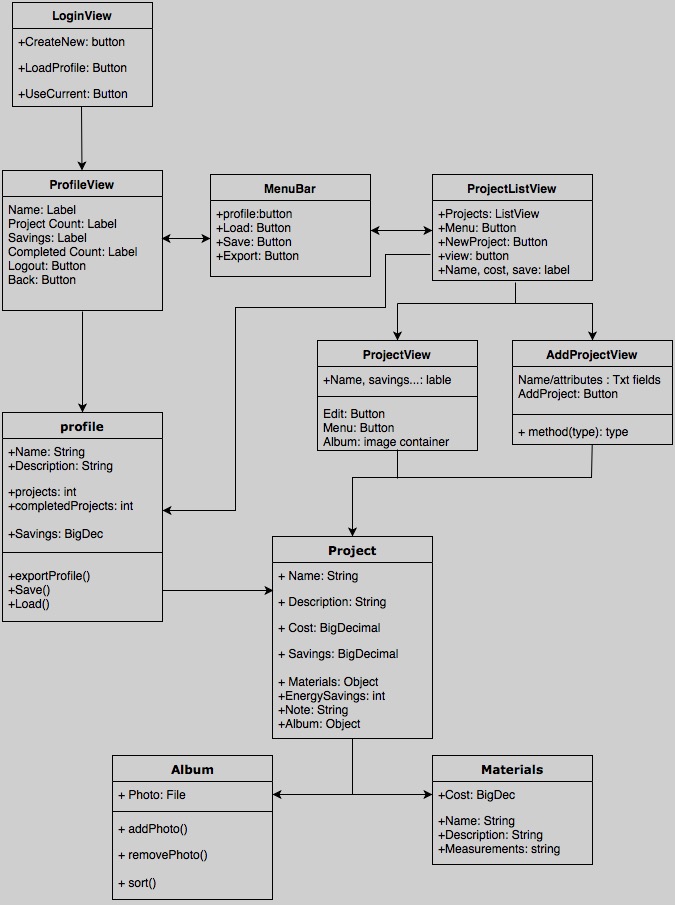 LoginView
+CreateNew: button
+LoadProfile: Button
+UseCurrent: Button
ProfileView
Name: Label
Project Count: Label
Savings: Label
Completed Count: Label
Logout: Button
Back: Button
MenuBar
+profile:button
+Load: Button
+Save: Button
+Export: Button
ProjectListView
+Projects: ListView
+Menu: Button
+NewProject: Button
+view: button
+Name, cost, save: label
ProjectView
+Name, savings...: lable
Edit: Button
Menu: Button
Album: image container
AddProjectView
Name/attributes : Txt fields
AddProject: Button
+ method(type): type
profile
+Name: String
+Description: String
+projects: int
+completedProjects: int
+Savings: BigDec
+exportProfile()
+Save()
+Load()
Project
+ Name: String
+ Description: String
+ Cost: BigDecimal
+ Savings: BigDecimal
+ Materials: Object
+EnergySavings: int
+Note: String
+Album: Object
Album
+ Photo: File
+ addPhoto()
+ removePhoto()
+ sort()
Materials
+Cost: BigDec
+Name: String
+Description: String
+Measurements: string